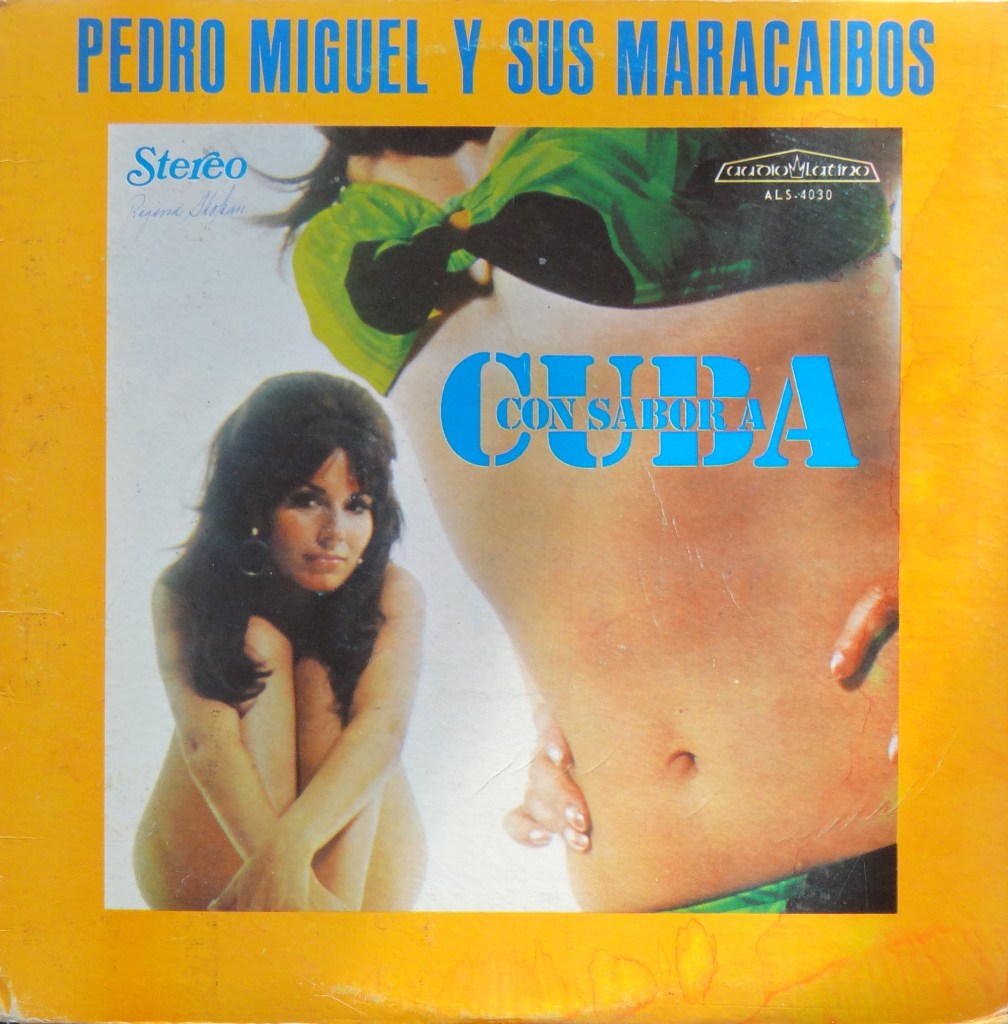 PEDRO MIGUEL Y SUS MARACAIBOS
Stereo
audio Latino
ALS-4030
CUBA
CON SABOR A